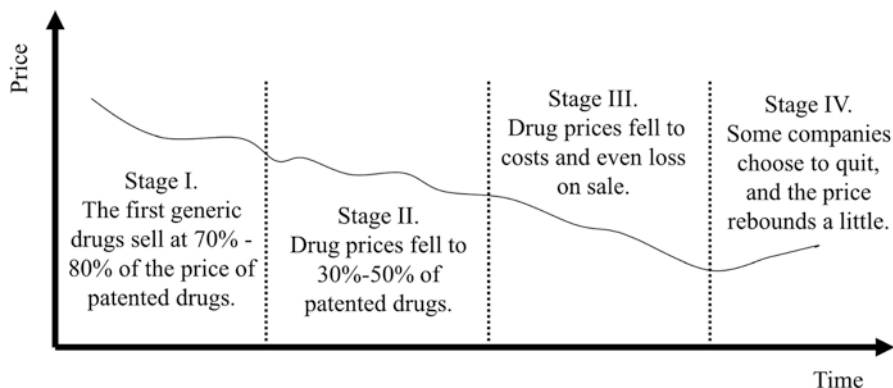 Price
Stage I.
The first generic
drugs sell at 70% -
80% of the price of
patented drugs.
Stage II.
Drug prices fell to
30%-50% of
patented drugs.
Stage III.
Drug prices fell to
costs and even loss
on sale.
Stage IV.
Some companies
choose to quit,
and the price
rebounds a little.
Time